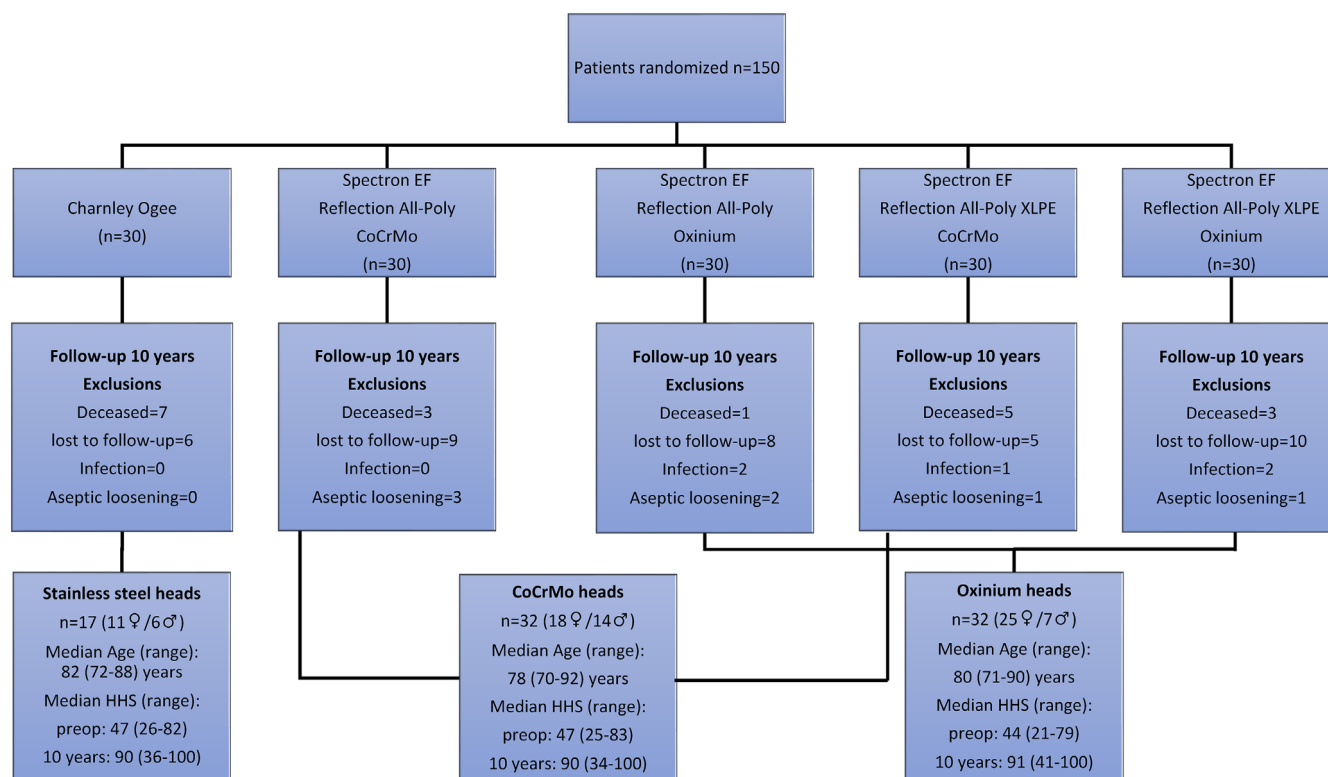 Patients randomized n=150
Charnley Ogee
(n=30)
Spectron EF
Reflection All-Poly
CoCrMo
(n=30)
Spectron EF
Reflection All-Poly
Oxinium
(n=30)
Spectron EF
Reflection All-Poly XLPE
CoCrMo
(n=30)
Spectron EF
Reflection All-Poly XLPE
Oxinium
(n=30)
Follow-up 10 years
Exclusions
Deceased=7
lost to follow-up=6
Infection=0
Aseptic loosening=0
Follow-up 10 years
Exclusions
Deceased=3
lost to follow-up=9
Infection=0
Aseptic loosening=3
Follow-up 10 years
Exclusions
Deceased=1
lost to follow-up=8
Infection=2
Aseptic loosening=2
Follow-up 10 years
Exclusions
Deceased=5
lost to follow-up=5
Infection=1
Aseptic loosening=1
Follow-up 10 years
Exclusions
Deceased=3
lost to follow-up=10
Infection=2
Aseptic loosening=1
Stainless steel heads
n=17 (11♀/6♂)
Median Age (range):
82 (72-88) years
Median HHS (range):
preop: 47 (26-82)
10 years: 90 (36-100)
CoCrMo heads
n=32 (18♀/14♂)
Median Age (range):
78 (70-92) years
Median HHS (range):
preop: 47 (25-83)
10 years: 90 (34-100)
Oxinium heads
n=32 (25♀/7♂)
Median Age (range):
80 (71-90) years
Median HHS (range):
preop: 44 (21-79)
10 years: 91 (41-100)